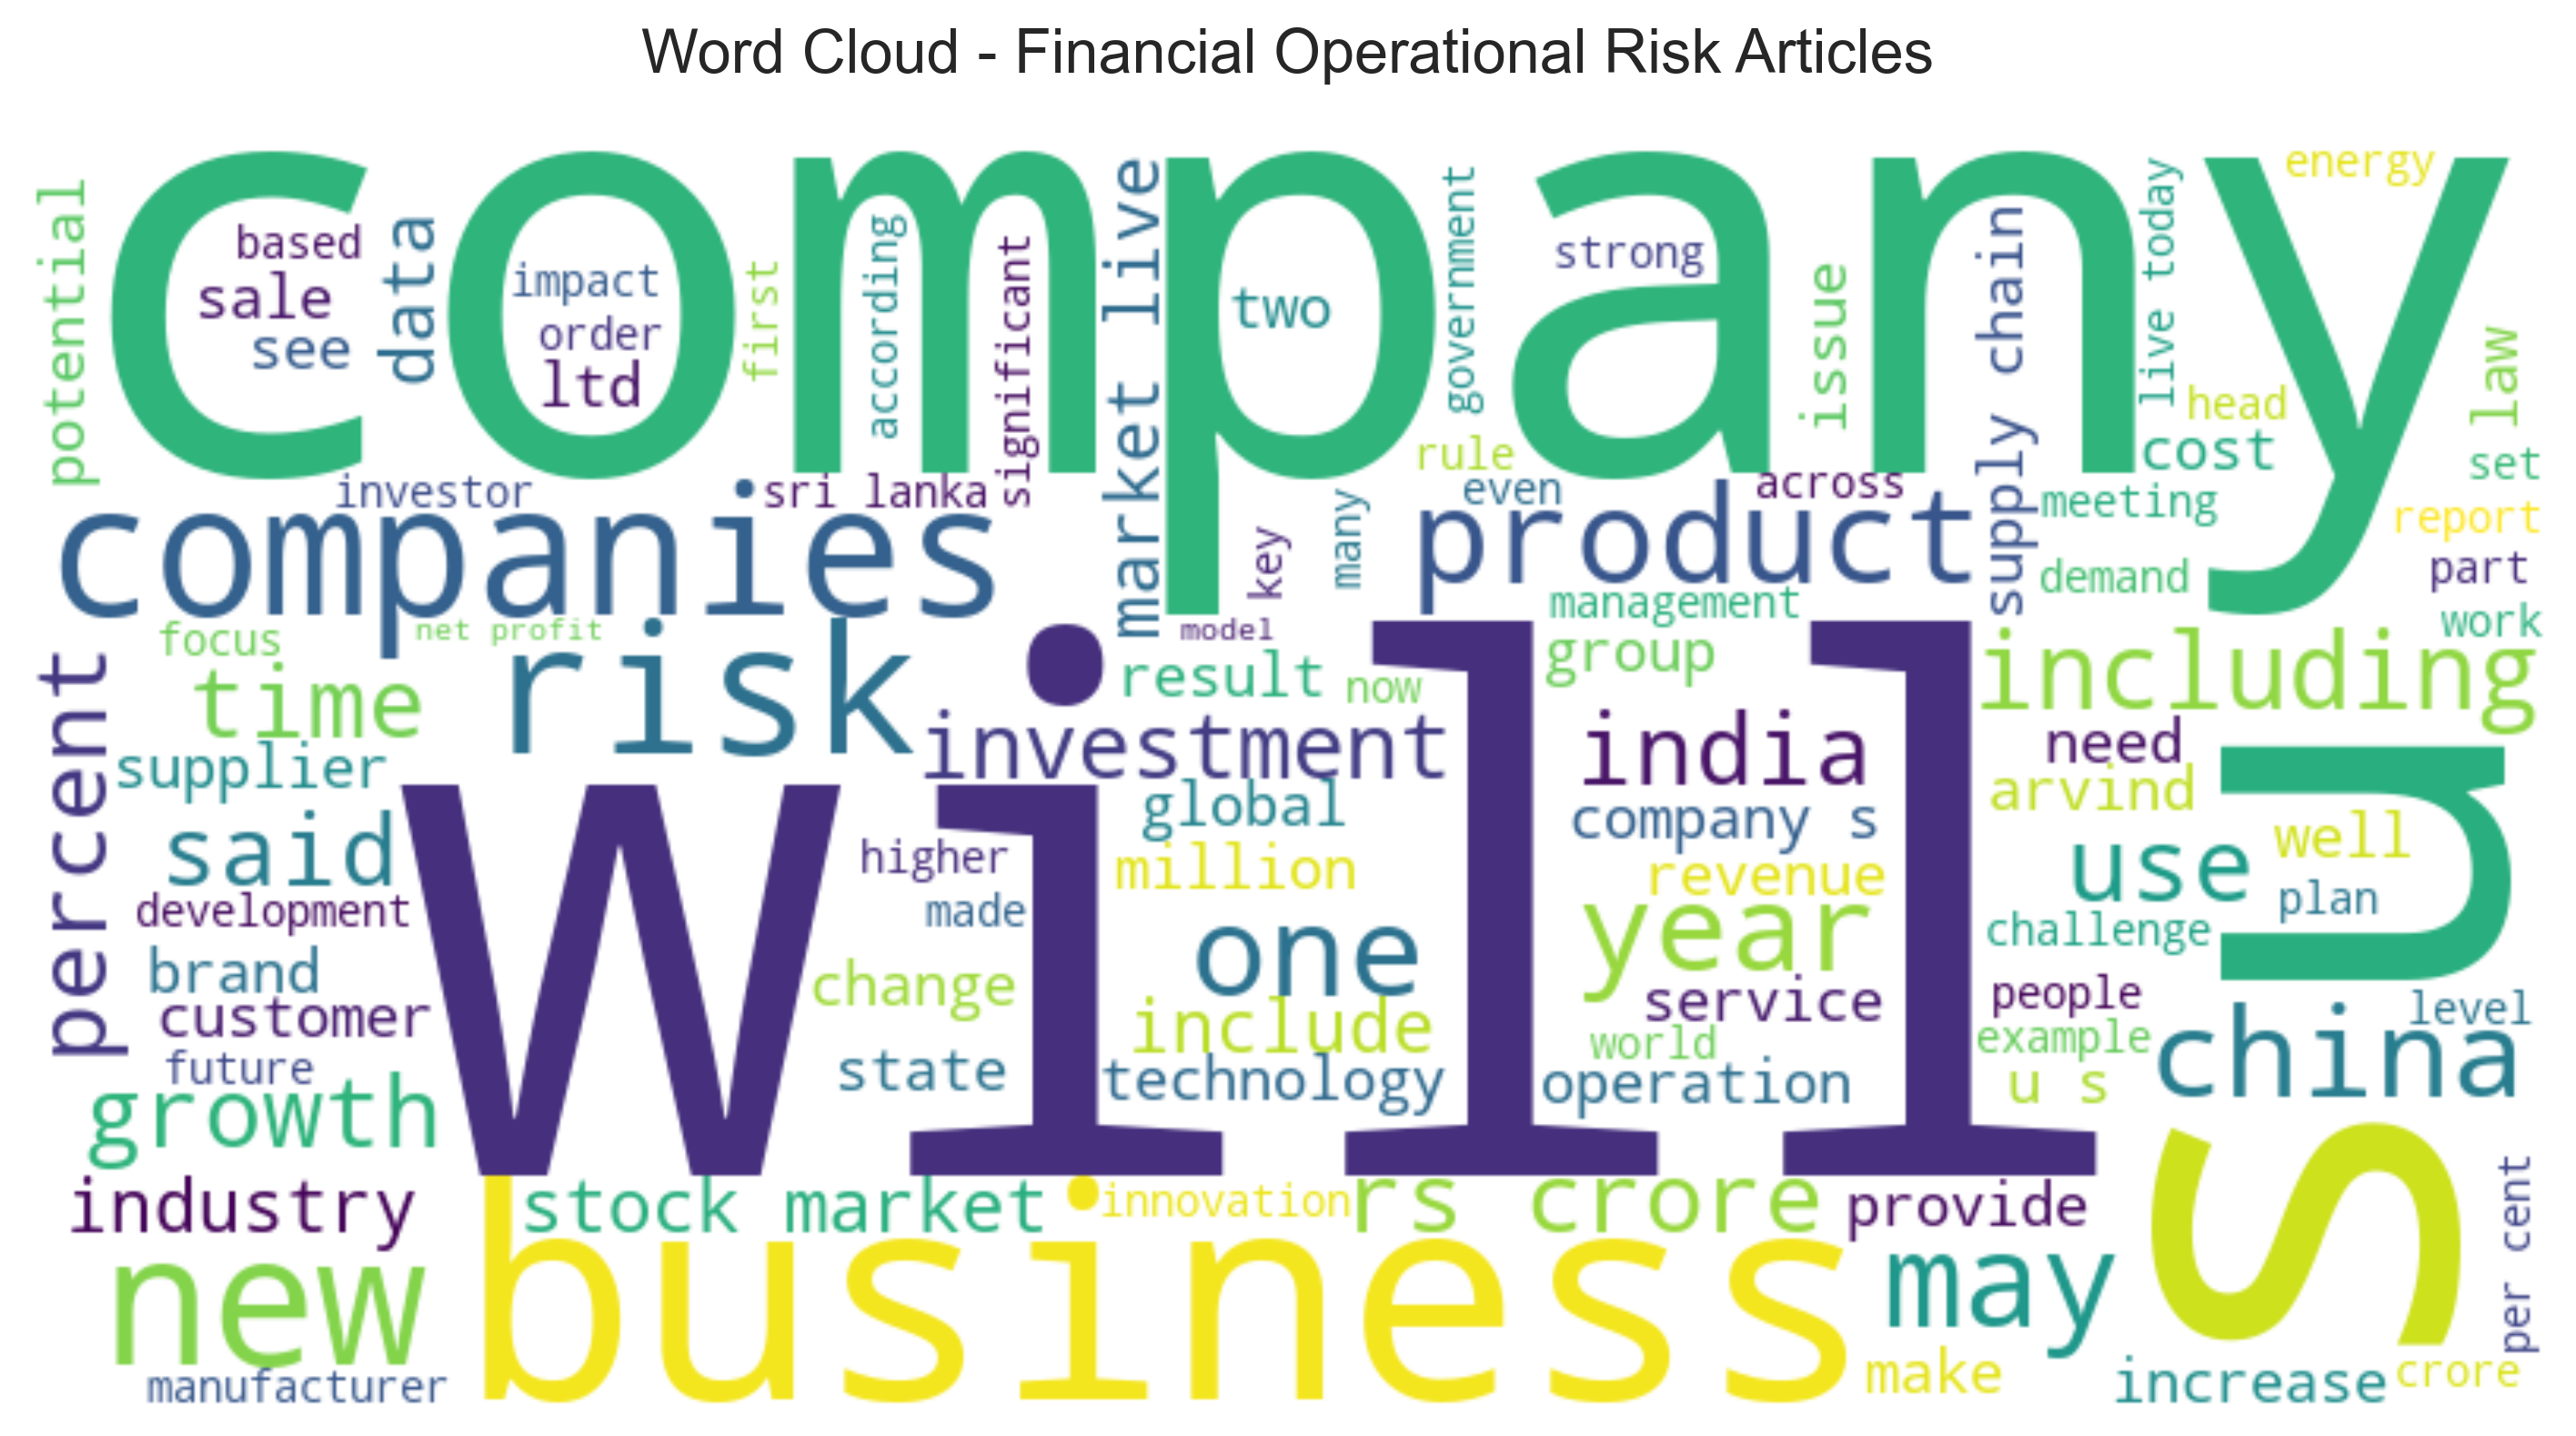 Word Cloud - Financial Operational Risk Articles
company
potential
based
sale
see
data
impact
order
ltd
first
according
significant
market live
two
government
strong
issue
supply chain
live today
energy
head
law
cost
set
rule
even
across
meeting
report
investor
sri lanka
companies
key
many
product
demand
part
management
work
focus
net profit
model
risk
time
result
now
group
including
percent
supplier
investment
india
need
global
company s
arvind
n
said
will
higher
million
revenue
use
well
development
made
one
year
plan
challenge
brand
change
service
people
customer
include
world
example
level
china
future
state
technology
operation
u s
growth
industry
stock market
innovation
rs crore
provide
s
per cent
new
business
may
manufacturer
make
increase
crore